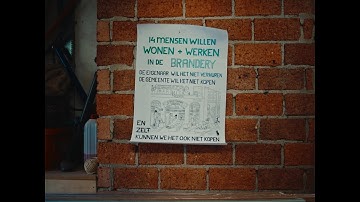 14 MENSEN WILLEN
WONEN + WERKEN
IN DE BRANDERY
DE EIGENAAR WIL HET NIET VERHUREN
DE GEMEENTE WIL HET NIET KOPEN
EN
ZELF
KUNNEN WE HET OOK NIET KOPEN